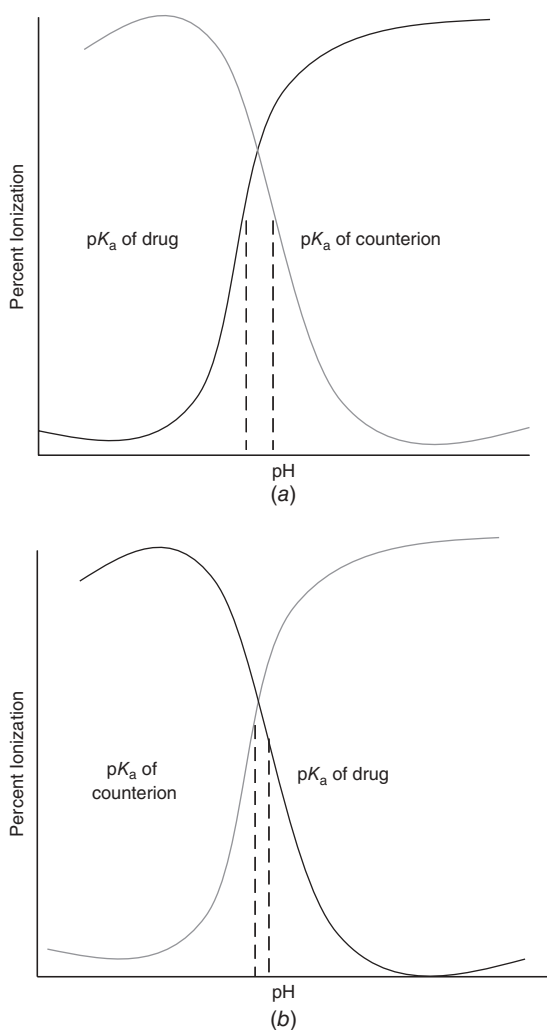 Percent Ionization
pKa of drug
pKa of counterion
pH
(a)
Percent Ionization
pKa of
counterion
pKa of drug
pH
(b)